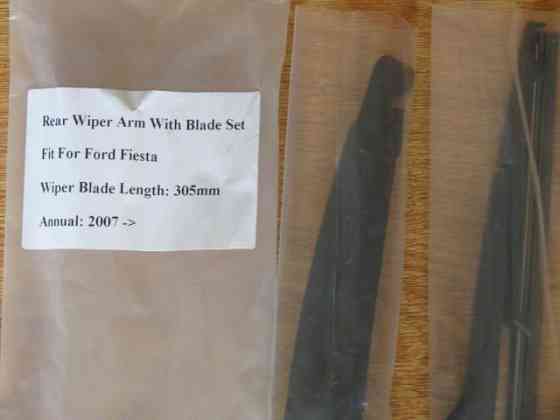 Rear Wiper Arm With Blade Set
Fit For Ford Fiesta
Wiper Blade Length: 305mm
Annual: 2007 ->